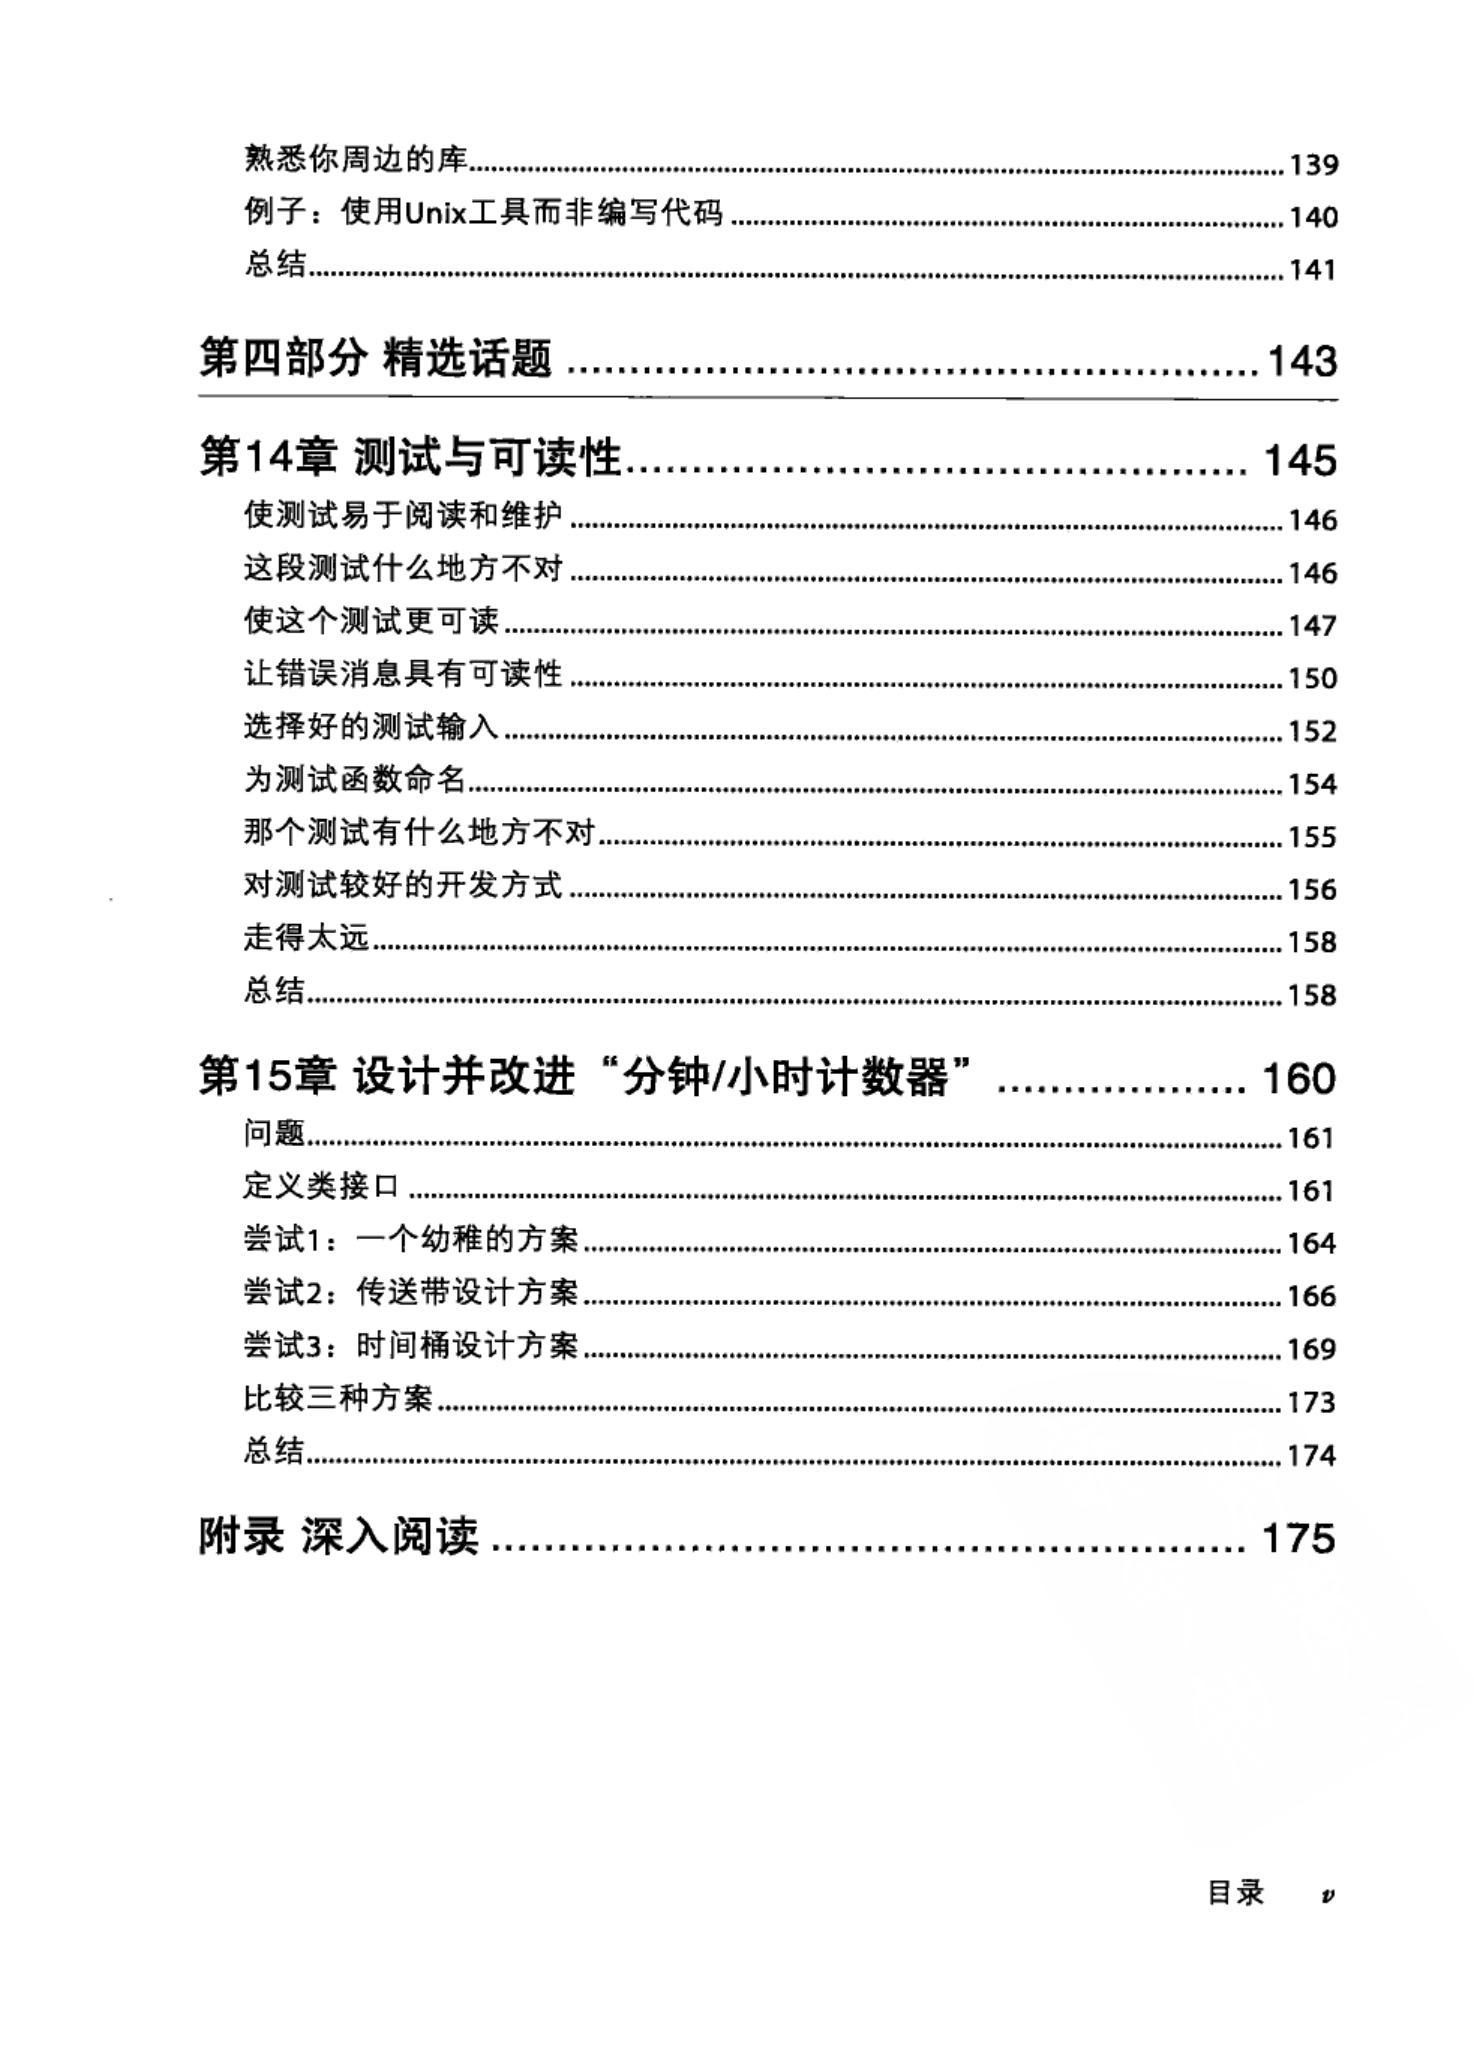 熟悉你周边的库 139
例子：使用Unix工具而非编写代码 140
总结 141
第四部分 精选话题 143
第14章 测试与可读性 145
使测试易于阅读和维护 146
这段测试什么地方不对 146
使这个测试更可读 147
让错误消息具有可读性 150
选择好的测试输入 152
为测试函数命名 154
那个测试有什么地方不对 155
对测试较好的开发方式 156
走得太远 158
总结 158
第15章 设计并改进“分钟/小时计数器” 160
问题 161
定义类接口 161
尝试1：一个幼稚的方案 164
尝试2：传送带设计方案 166
尝试3：时间桶设计方案 169
比较三种方案 173
总结 174
附录 深入阅读 175
目录 v